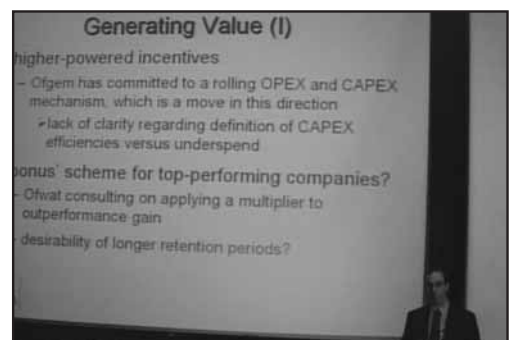 Generating Value (I)
higher-powered incentives
– Ofgem has committed to a rolling OPEX and CAPEX
mechanism, which is a move in this direction
➢lack of clarity regarding definition of CAPEX
efficiencies versus underspend
bonus' scheme for top-performing companies?
– Ofwat consulting on applying a multiplier to
outperformance gain
– desirability of longer retention periods?